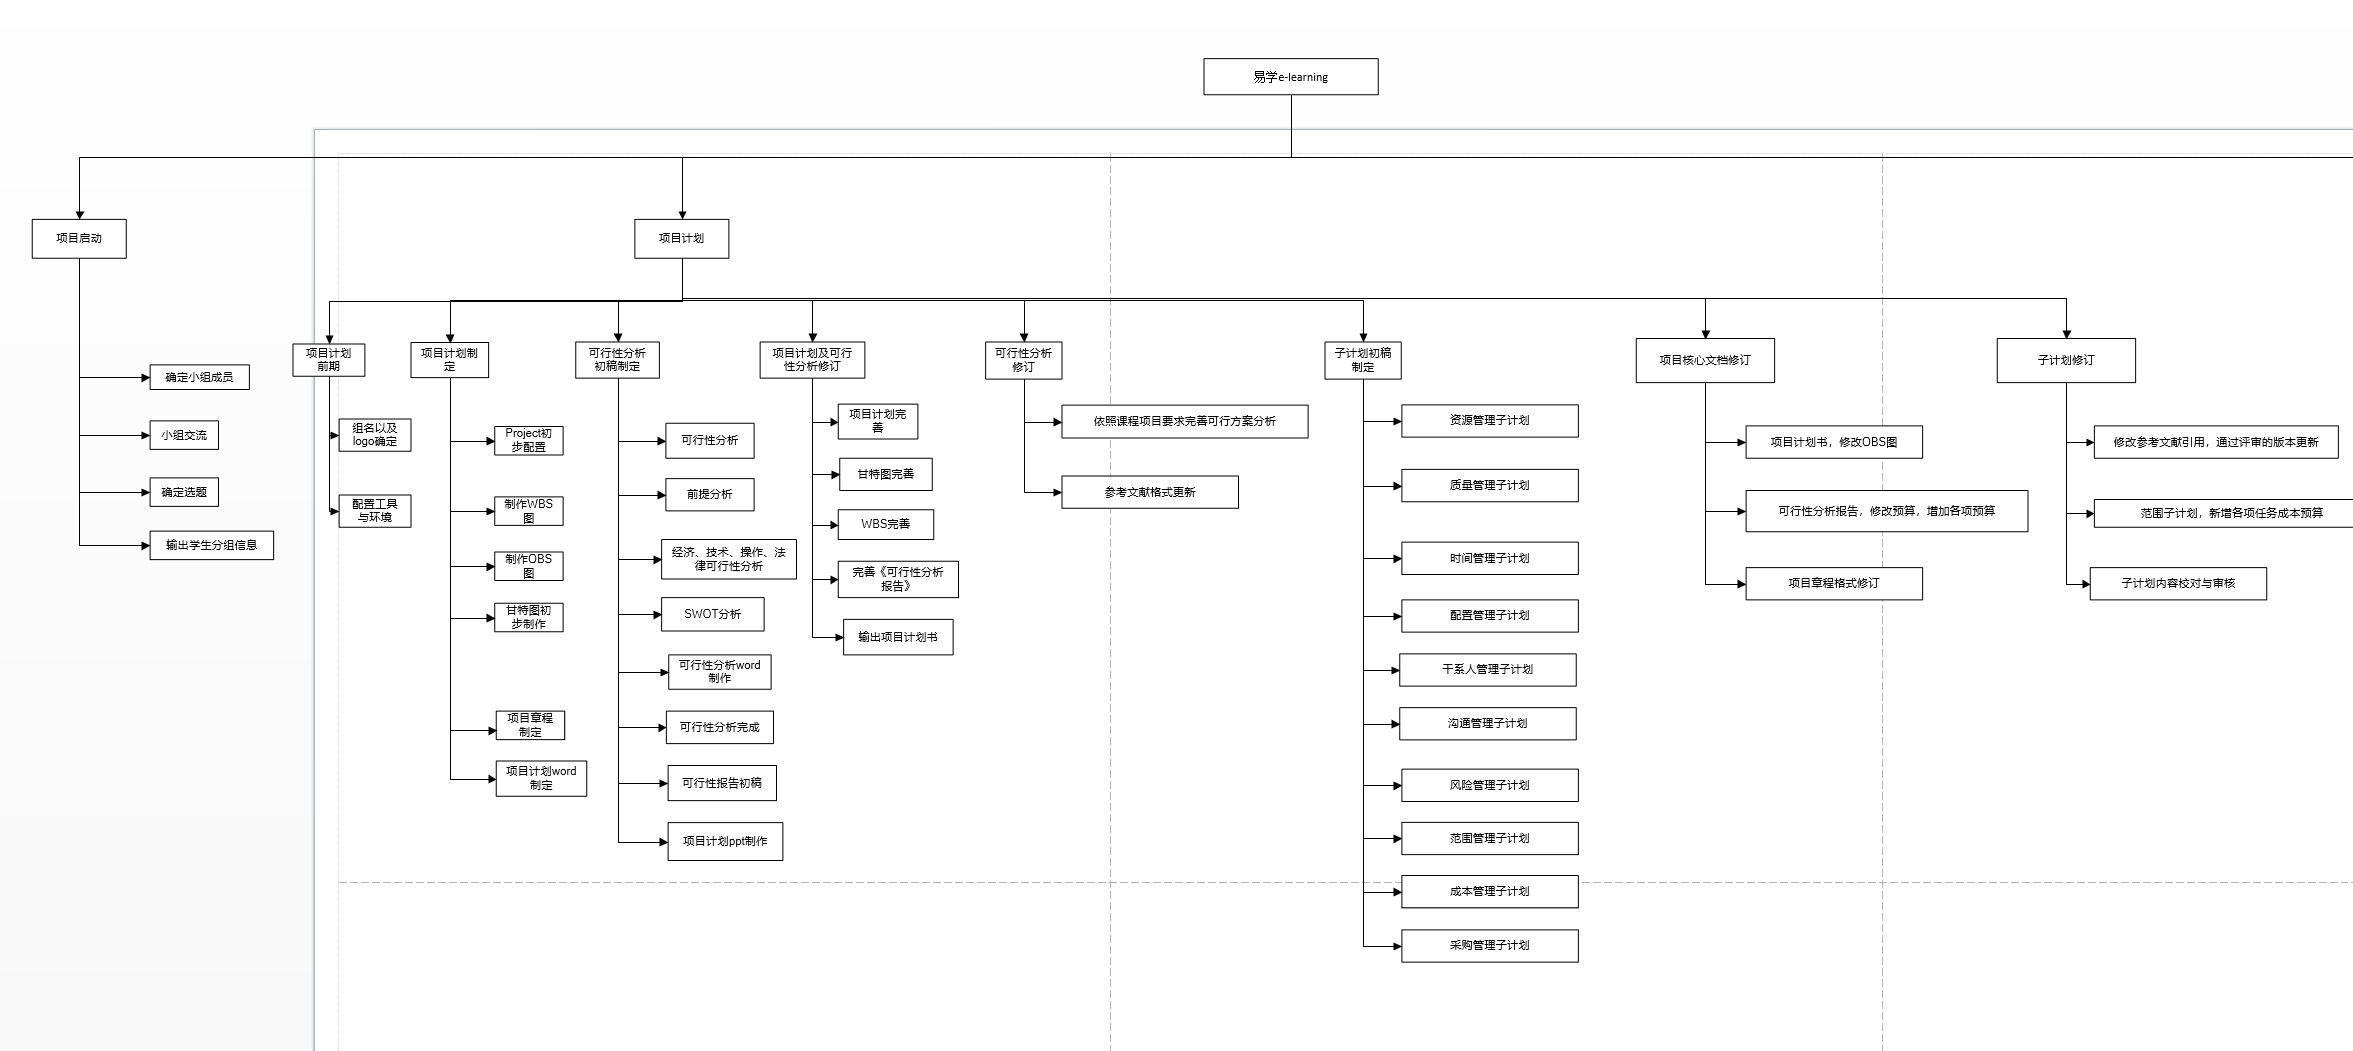 易学e-learning
项目启动
项目计划
确定小组成员
小组交流
确定选题
输出学生分组信息
项目计划
前期
组名以及
logo确定
配置工具
与环境
项目计划制
定
Project初
步配置
制作WBS
图
制作OBS
图
甘特图初
步制作
项目章程
制定
项目计划word
制定
可行性分析
初稿制定
可行性分析
前提分析
经济、技术、操作、法
律可行性分析
SWOT分析
可行性分析word
制作
可行性分析完成
可行性报告初稿
项目计划ppt制作
项目计划及可行
性分析修订
项目计划完
善
甘特图完善
WBS完善
完善《可行性分析
报告》
输出项目计划书
可行性分析
修订
依照课程项目要求完善可行方案分析
参考文献格式更新
子计划初稿
制定
资源管理子计划
质量管理子计划
时间管理子计划
配置管理子计划
干系人管理子计划
沟通管理子计划
风险管理子计划
范围管理子计划
成本管理子计划
采购管理子计划
项目核心文档修订
项目计划书，修改OBS图
可行性分析报告，修改预算，增加各项预算
项目章程格式修订
子计划修订
修改参考文献引用，通过评审的版本更新
范围子计划，新增各项任务成本预算
子计划内容校对与审核